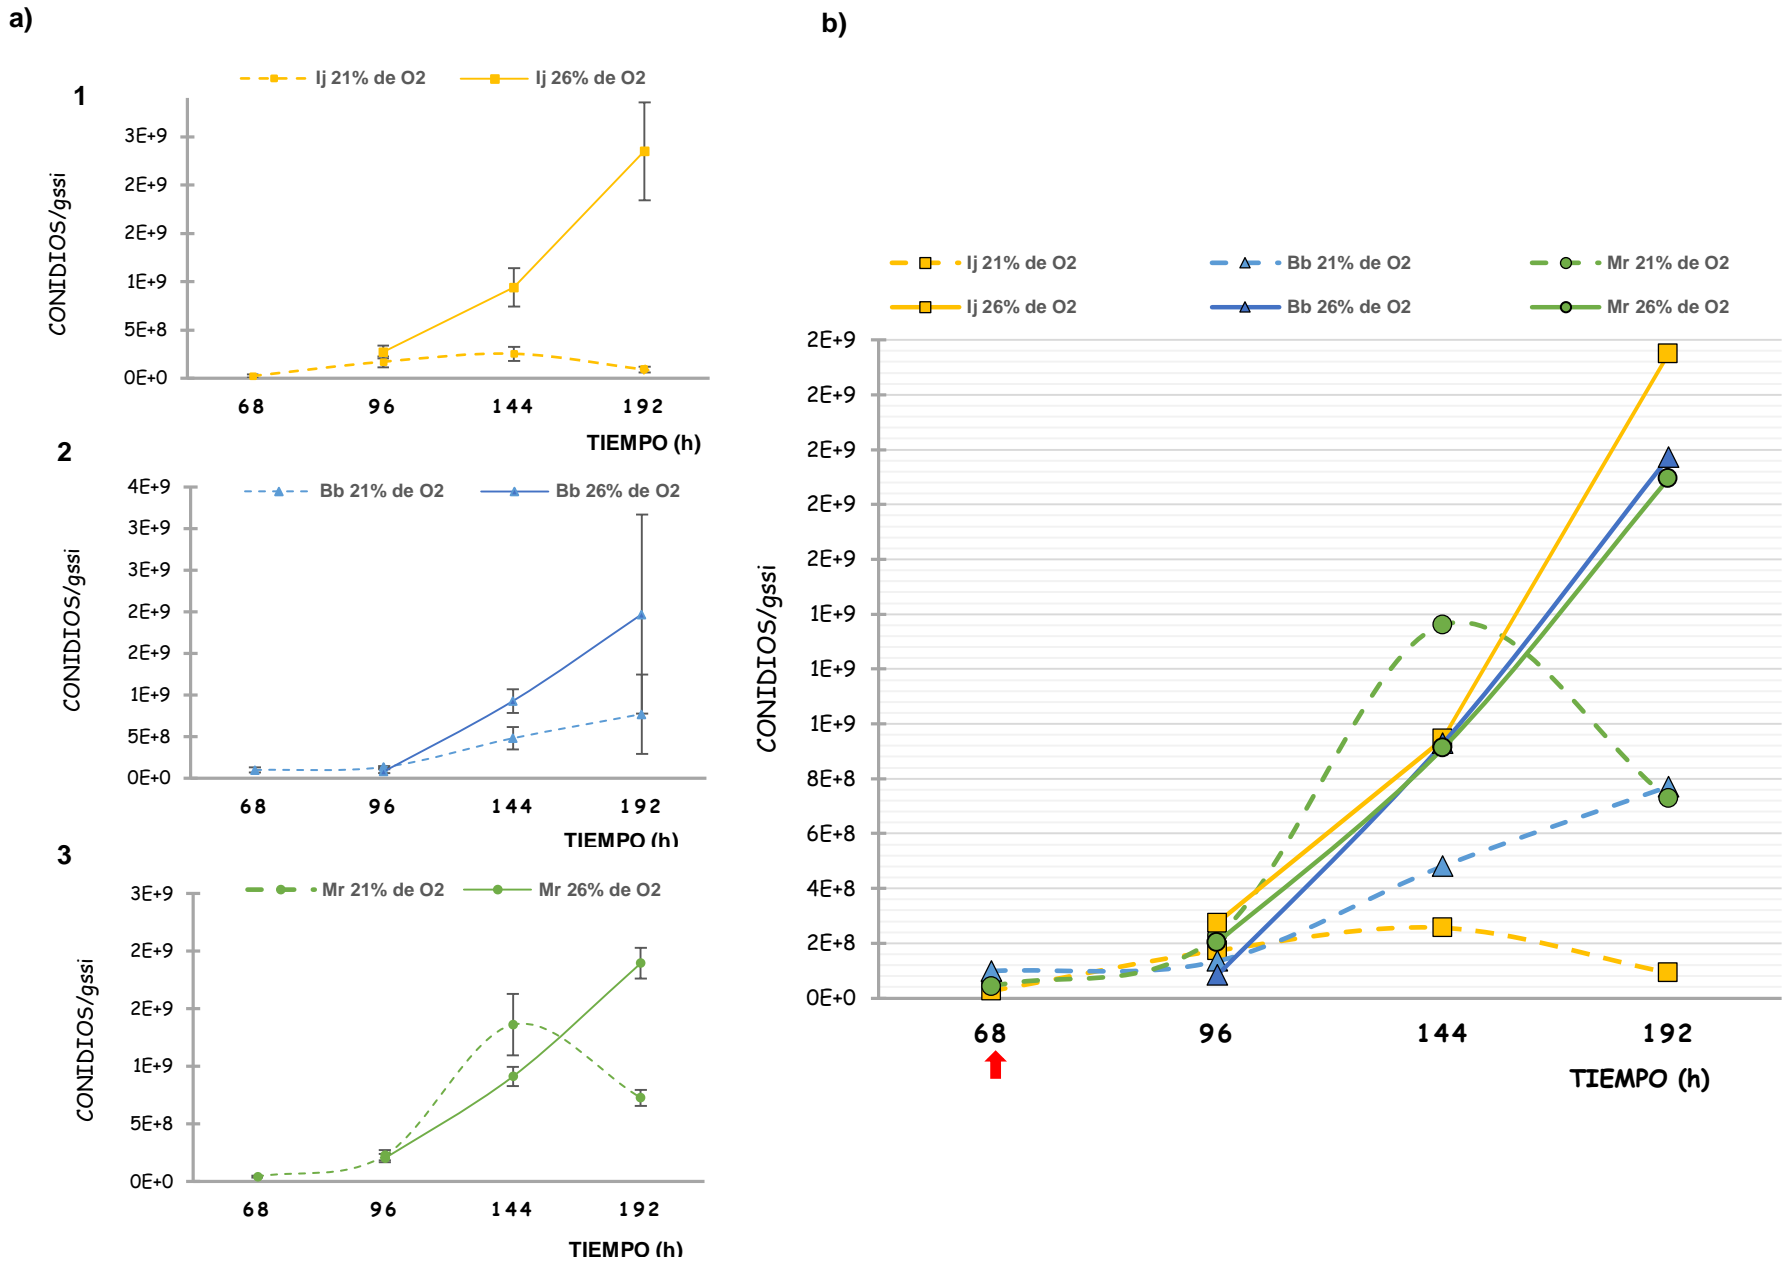 a)
1
Ij 21% de O2 Ij 26% de O2
3E+9
2E+9
2E+9
1E+9
5E+8
0E+0
CONIDIOS/gssi
68 96 144 192
TIEMPO (h)
2
Bb 21% de O2 Bb 26% de O2
4E+9
3E+9
3E+9
2E+9
2E+9
1E+9
5E+8
0E+0
CONIDIOS/gssi
68 96 144 192
TIEMPO (h)
3
Mr 21% de O2 Mr 26% de O2
3E+9
2E+9
2E+9
1E+9
5E+8
0E+0
CONIDIOS/gssi
68 96 144 192
TIEMPO (h)
b)
Ij 21% de O2 Bb 21% de O2 Mr 21% de O2
Ij 26% de O2 Bb 26% de O2 Mr 26% de O2
2E+9
2E+9
2E+9
2E+9
2E+9
1E+9
1E+9
1E+9
8E+8
6E+8
4E+8
2E+8
0E+0
CONIDIOS/gssi
68 96 144 192
TIEMPO (h)